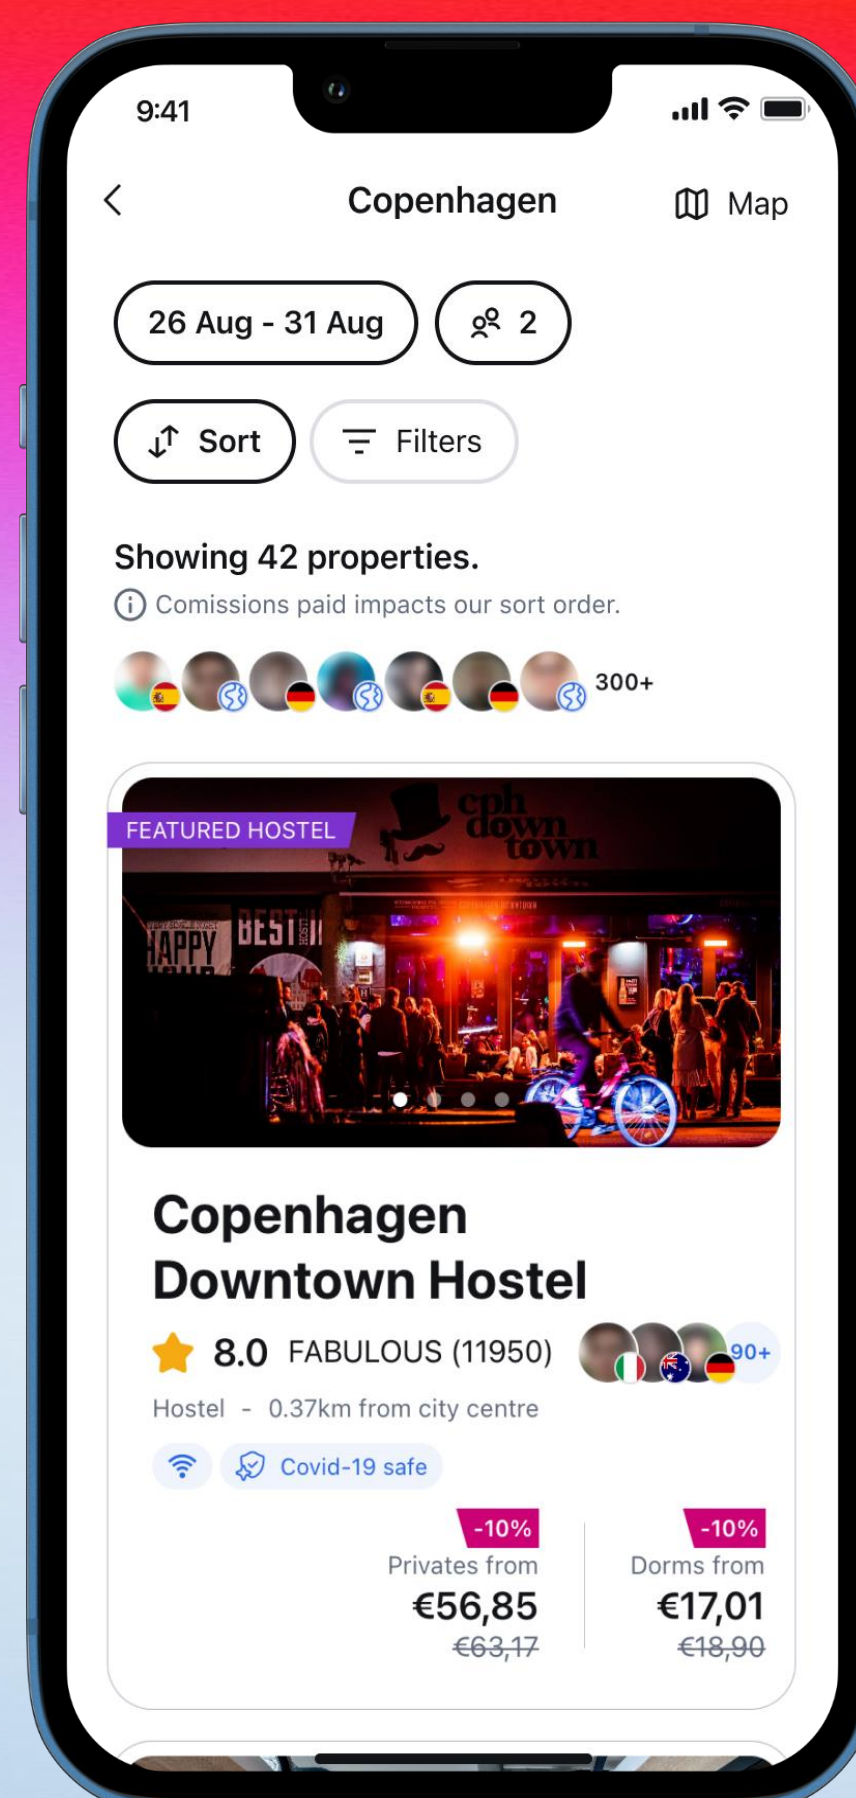 9:41
Copenhagen
Map
26 Aug - 31 Aug
2
Sort
Filters
Showing 42 properties.
Comissions paid impacts our sort order.
300+
FEATURED HOSTEL
cph
down
town
HAPPY
BEST
Copenhagen
Downtown Hostel
8.0 FABULOUS (11950)
90+
Hostel - 0.37km from city centre
Covid-19 safe
-10%
Privates from
€56,85
€63,17
-10%
Dorms from
€17,01
€18,90